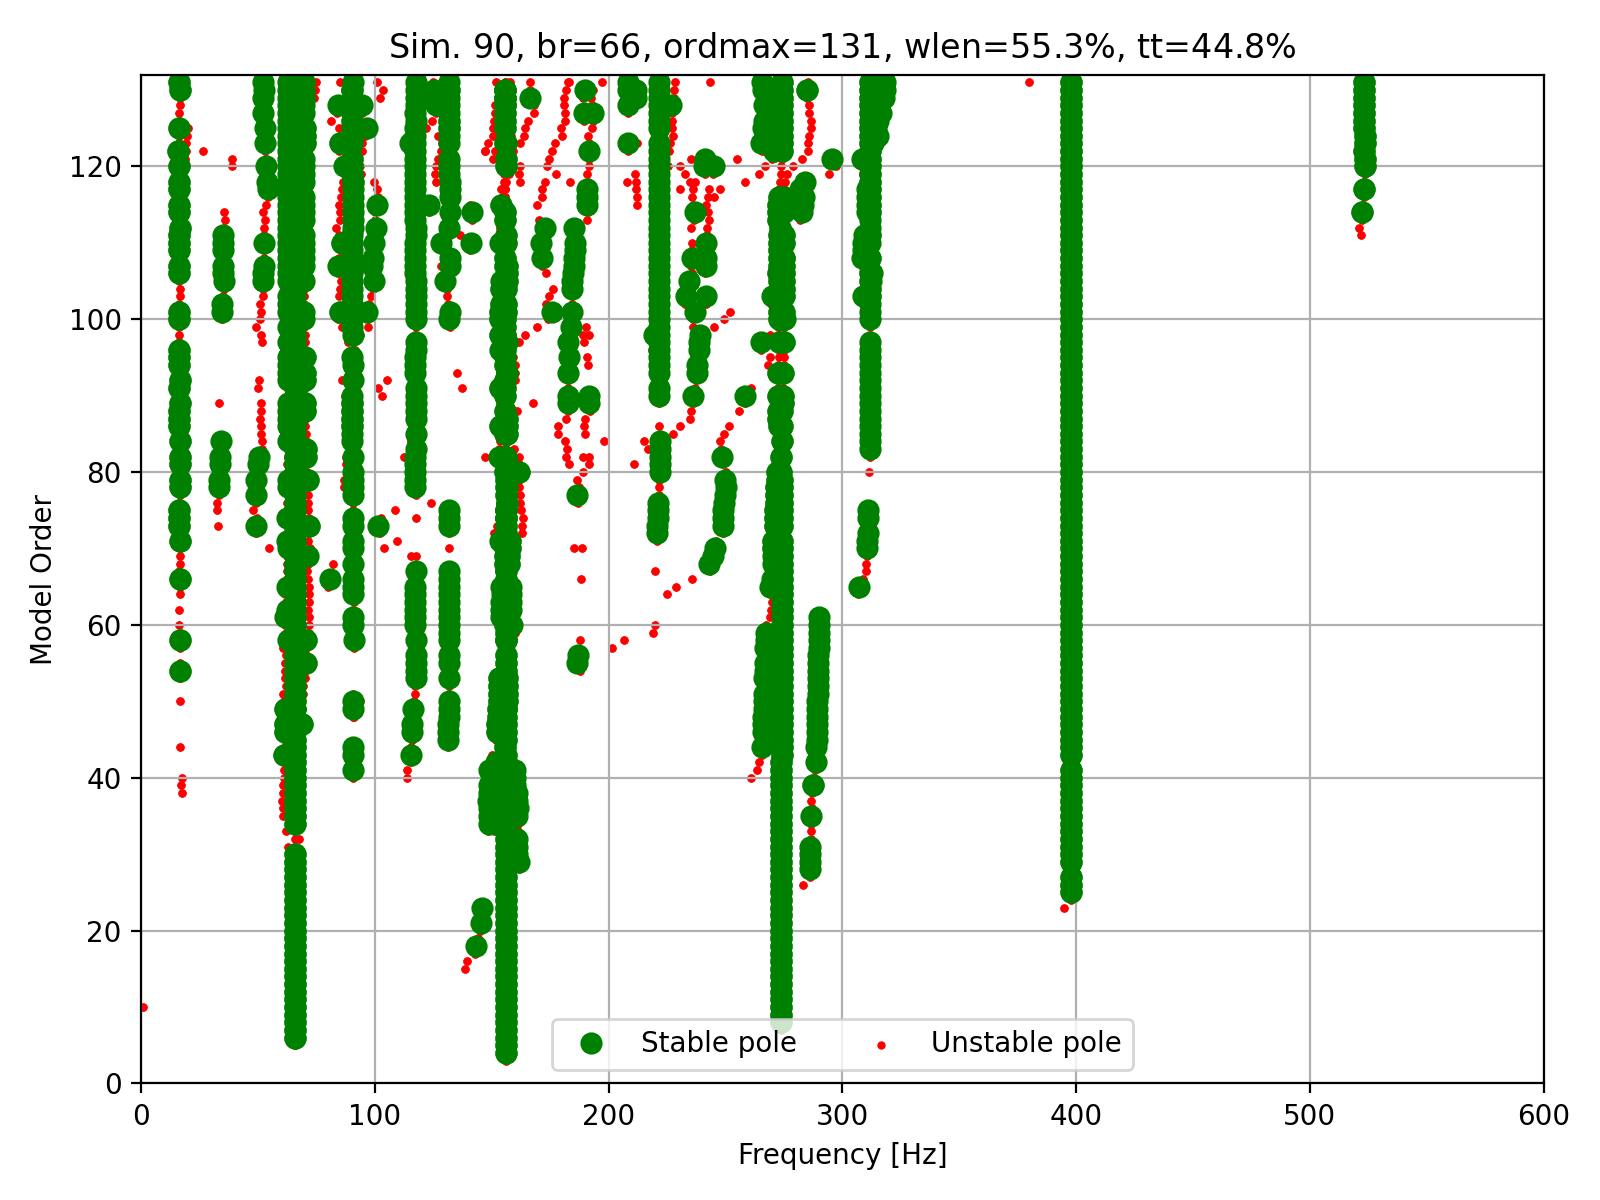 Sim. 90, br=66, ordmax=131, wlen=55.3%, tt=44.8%
Model Order
120
100
80
60
40
20
0
Stable pole
Unstable pole
0 100 200 300 400 500 600
Frequency [Hz]